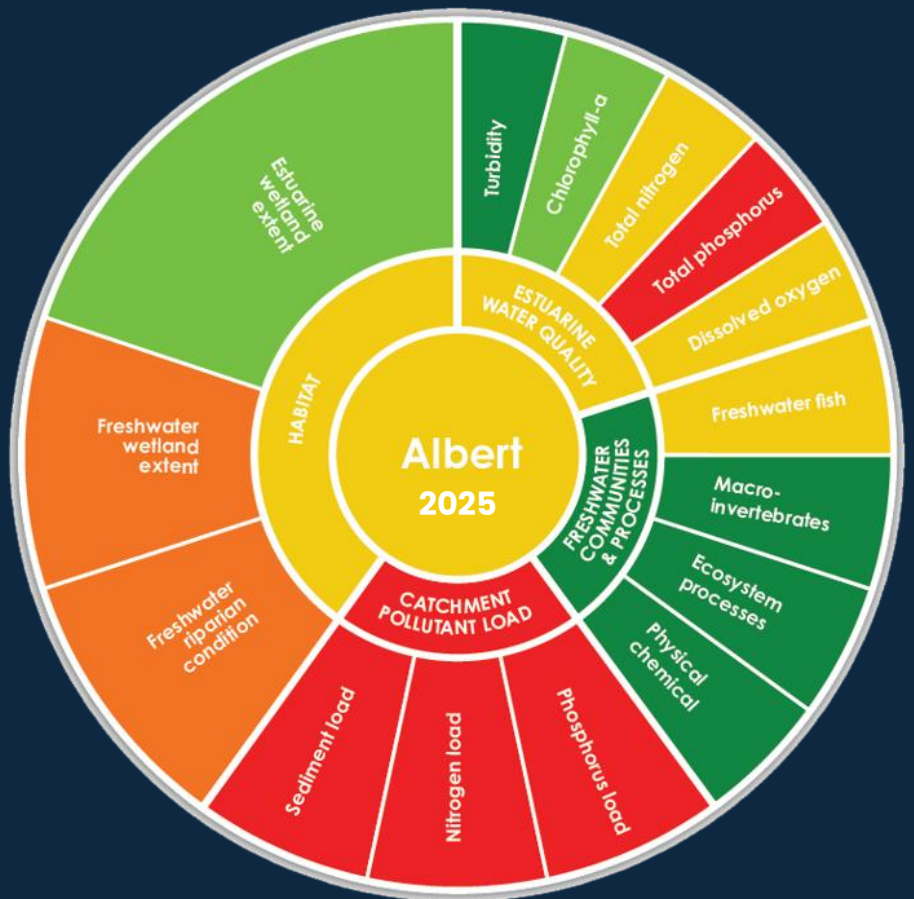 Albert
2025
ESTUARINE
WATER QUALITY
Turbidity
Chlorophyll-a
Total nitrogen
Total phosphorus
Dissolved oxygen
FRESHWATER
COMMUNITIES
& PROCESSES
Freshwater fish
Macro-
invertebrates
Ecosystem
processes
Physical
chemical
CATCHMENT
POLLUTANT LOAD
Phosphorus load
Nitrogen load
Sediment load
HABITAT
Freshwater
riparian
condition
Freshwater
wetland
extent
Estuarine
wetland
extent